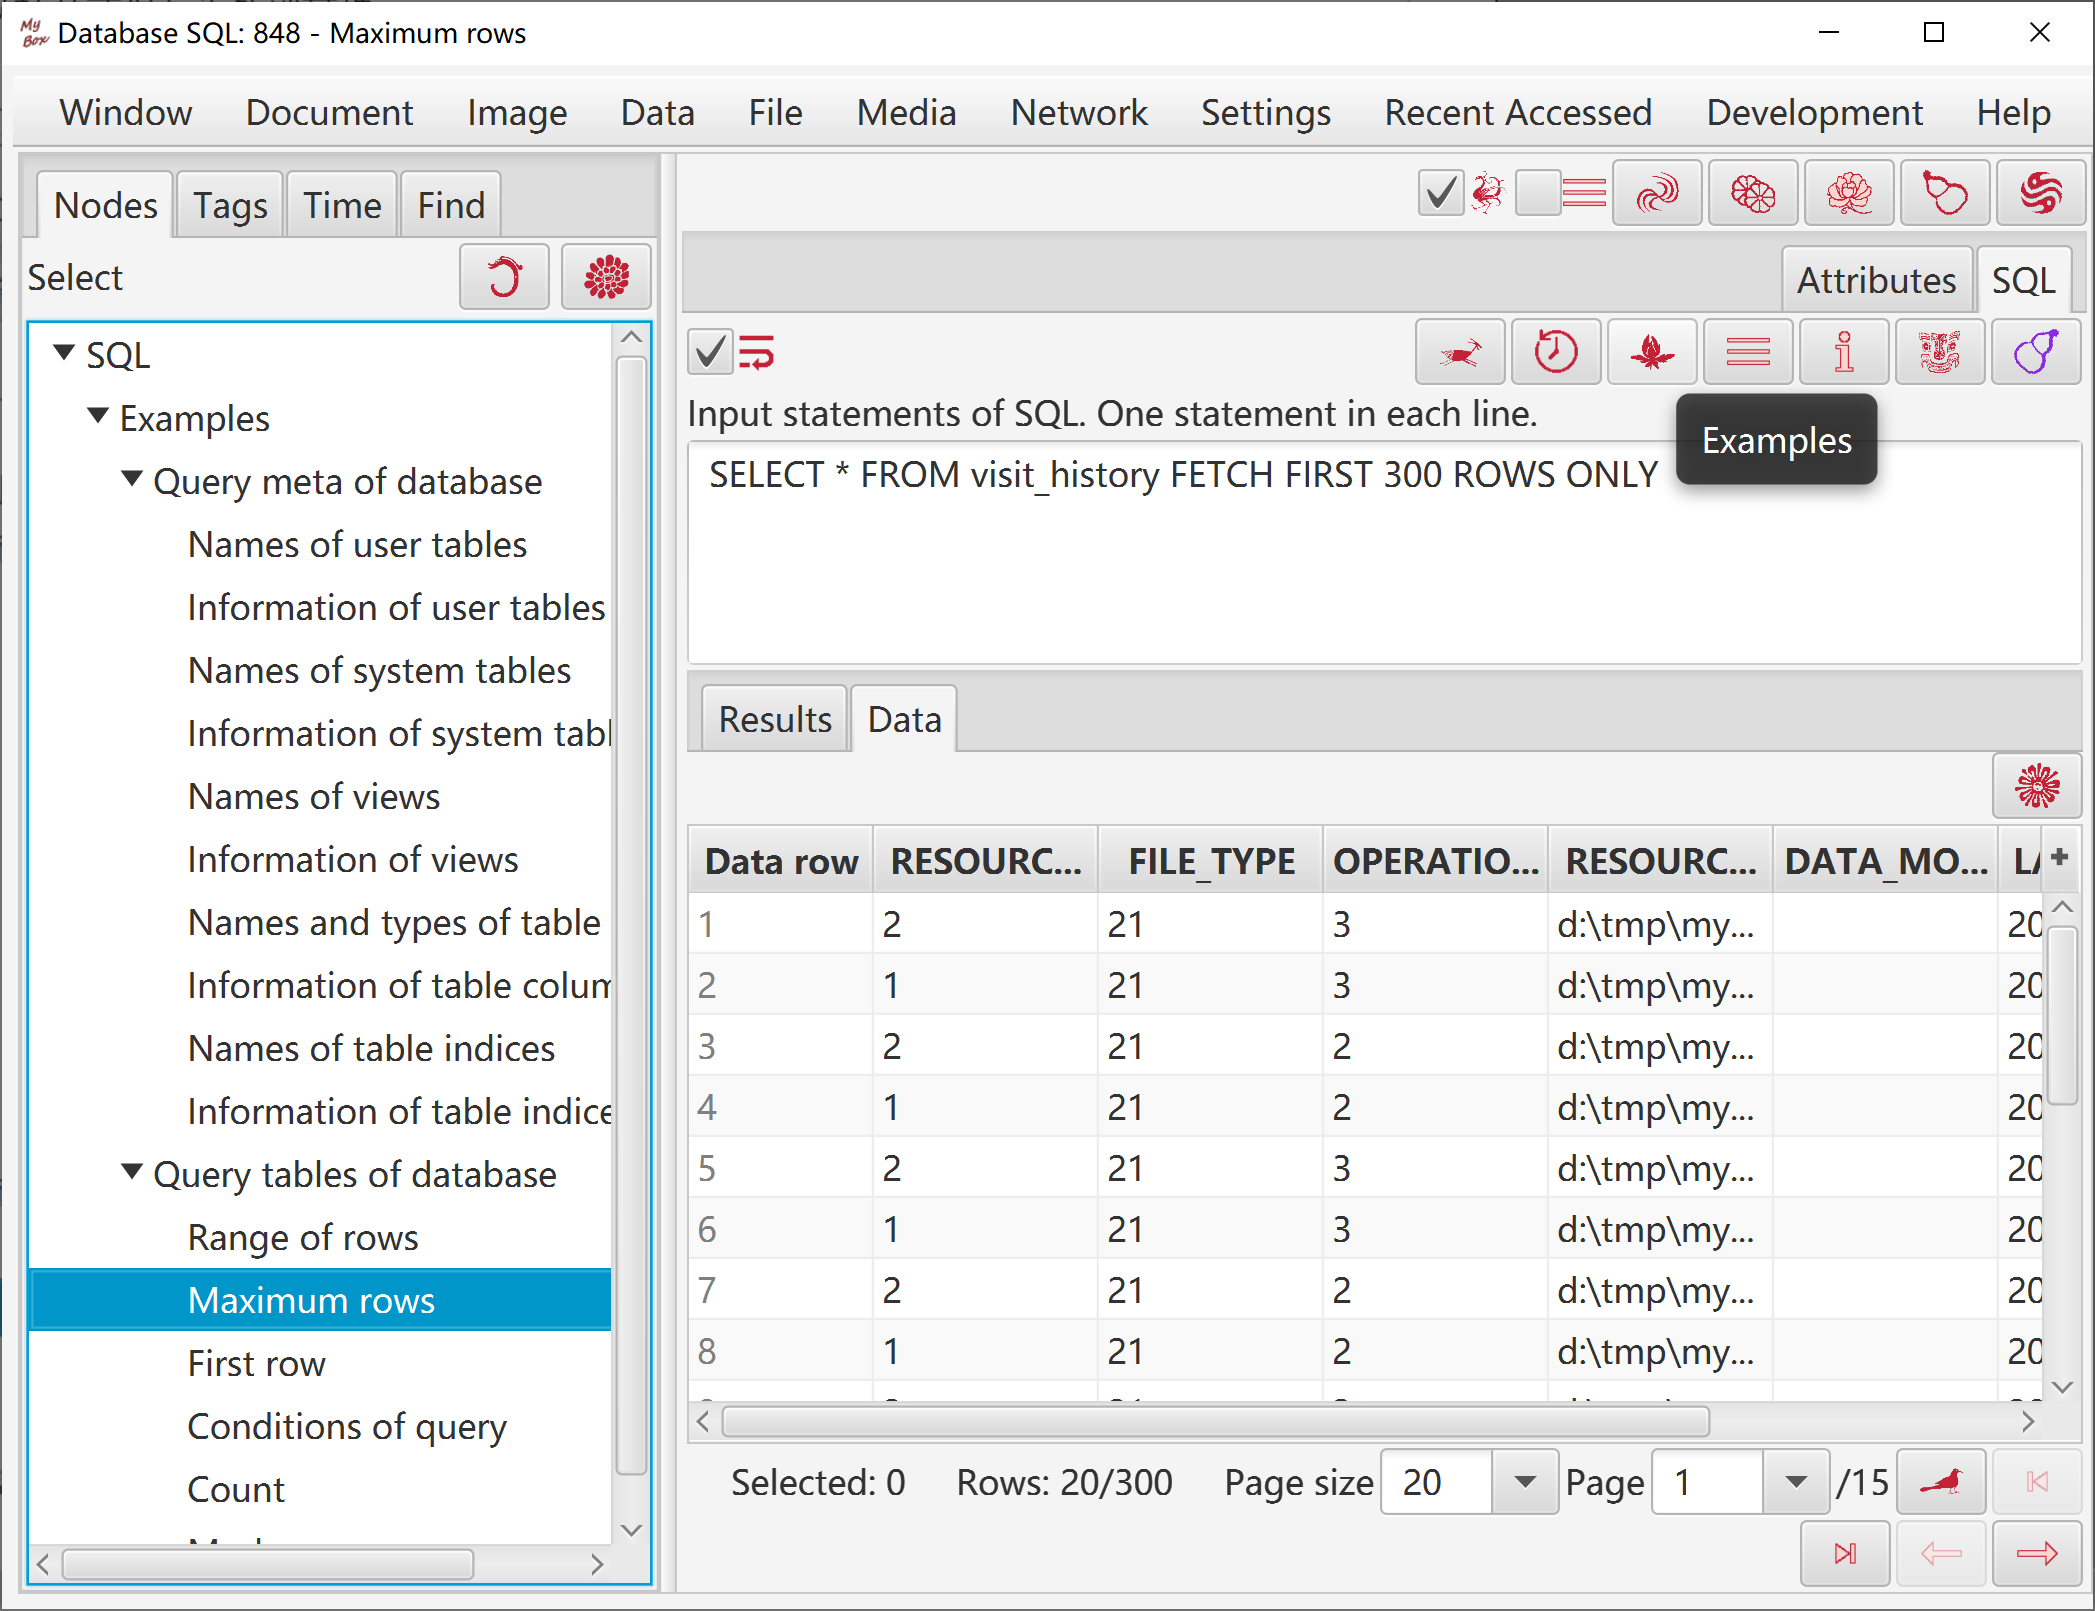 My Box Database SQL: 848 - Maximum rows
Window Document Image Data File Media Network Settings Recent Accessed Development Help
Nodes Tags Time Find
Select
SQL
Examples
Query meta of database
Names of user tables
Information of user tables
Names of system tables
Information of system tabl
Names of views
Information of views
Names and types of table
Information of table colum
Names of table indices
Information of table indice
Query tables of database
Range of rows
Maximum rows
First row
Conditions of query
Count
Attributes SQL
Input statements of SQL. One statement in each line.
Examples
SELECT * FROM visit_history FETCH FIRST 300 ROWS ONLY
Results Data
Data row RESOURC... FILE_TYPE OPERATIO... RESOURC... DATA_MO... LA +
1 2 21 3 d:\tmp\my... 20
2 1 21 3 d:\tmp\my... 20
3 2 21 2 d:\tmp\my... 20
4 1 21 2 d:\tmp\my... 20
5 2 21 3 d:\tmp\my... 20
6 1 21 3 d:\tmp\my... 20
7 2 21 2 d:\tmp\my... 20
8 1 21 2 d:\tmp\my... 20
Selected: 0 Rows: 20/300 Page size 20 Page 1 /15